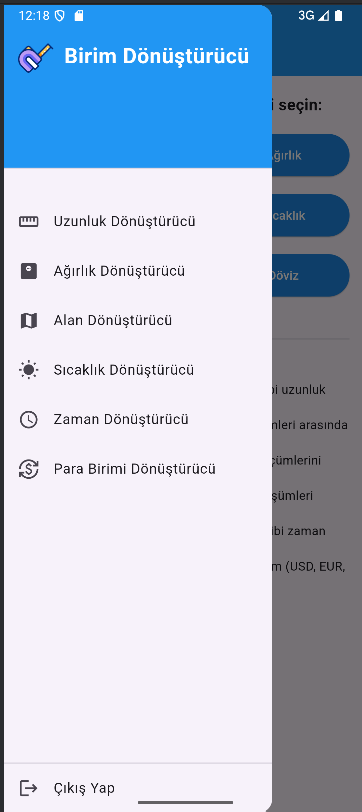 12:18
3G
Birim Dönüştürücü
i seçin:
Ağırlık
caklık
Döviz
Uzunluk Dönüştürücü
Ağırlık Dönüştürücü
Alan Dönüştürücü
Sıcaklık Dönüştürücü
Zaman Dönüştürücü
Para Birimi Dönüştürücü
bi uzunluk
mleri arasında
çümlerini
şümleri
ibi zaman
m (USD, EUR,
Çıkış Yap